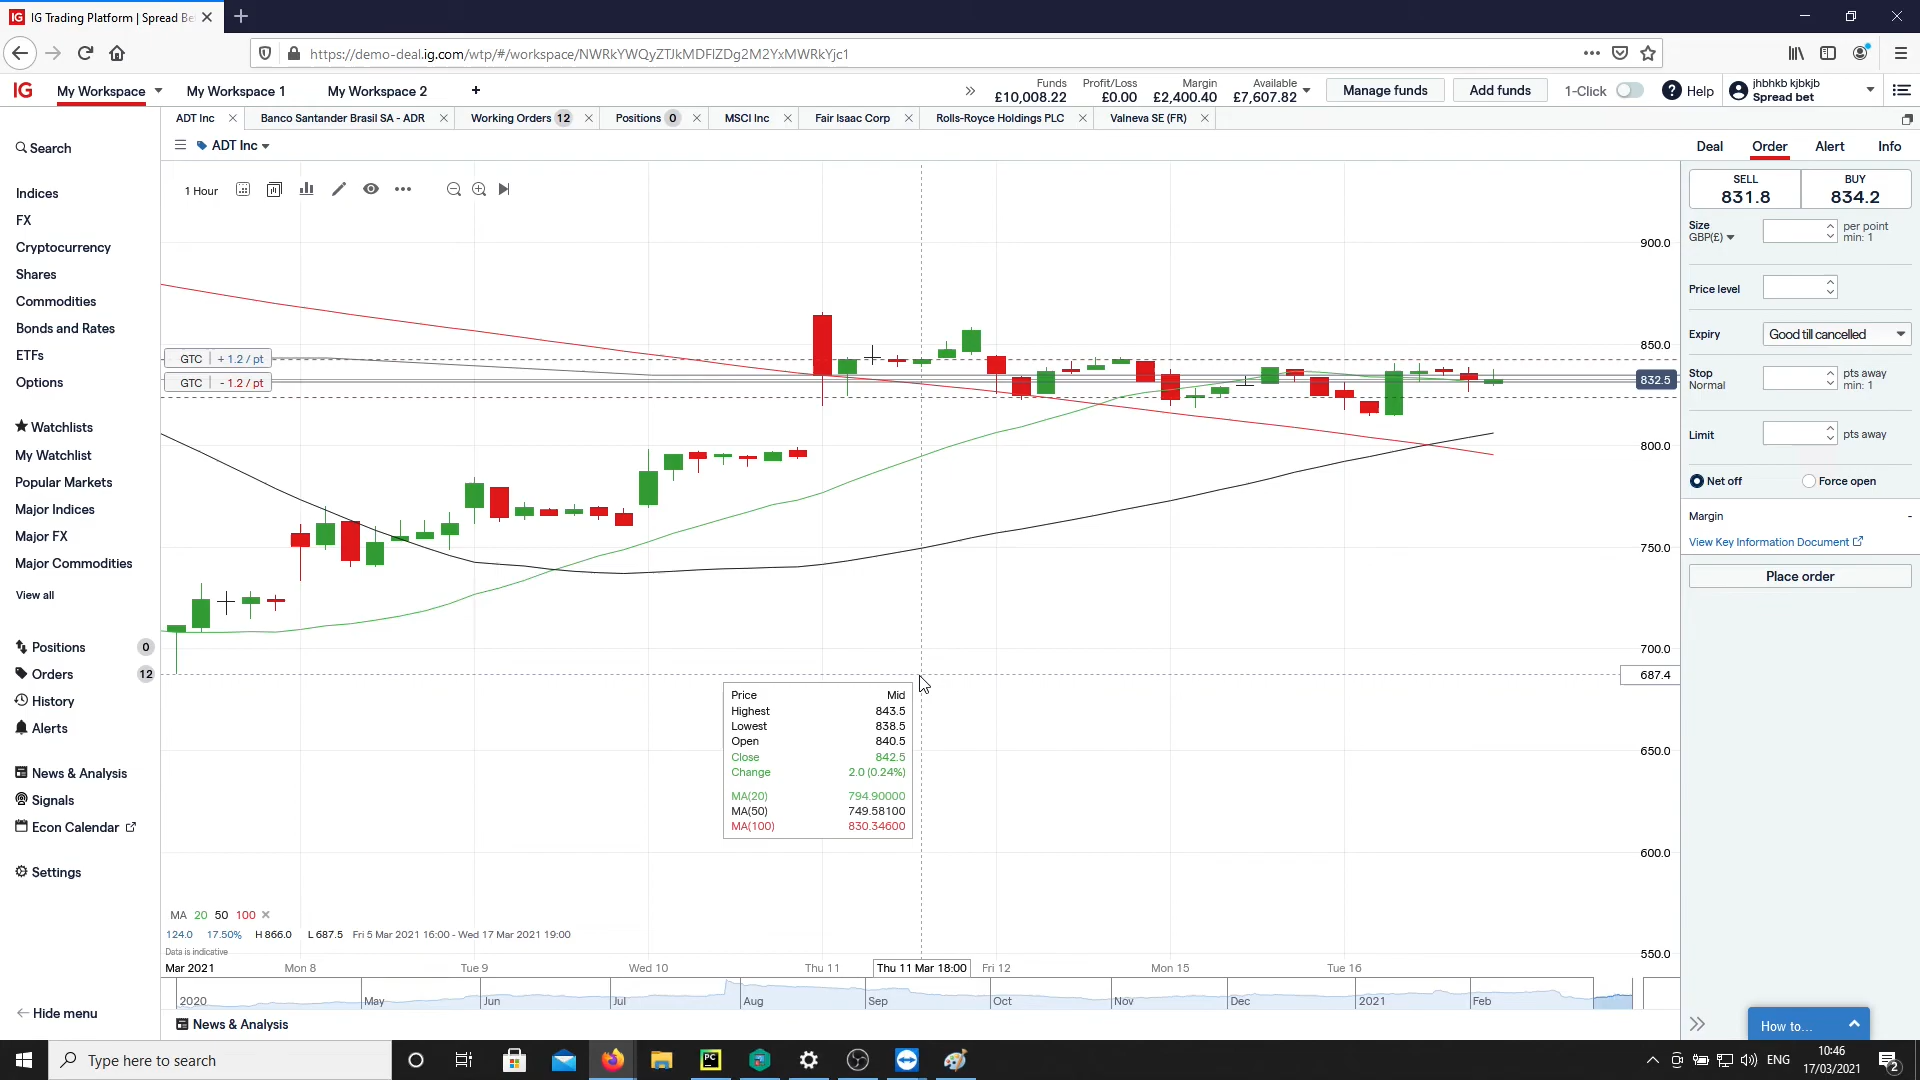 IG IG Trading Platform | Spread Be
https://demo-deal.ig.com/wtp/#/workspace/NWRkYWQyZTJkMDFlZDg2M2YxMWRkYjc1
IG My Workspace My Workspace 1 My Workspace 2 +
Funds Profit/Loss Margin Available
£10,008.22 £0.00 £2,400.40 £7,607.82
Manage funds Add funds 1-Click Help
jhbhkb kjbkjb
Spread bet
ADT Inc Banco Santander Brasil SA - ADR Working Orders 12 Positions 0 MSCI Inc Fair Isaac Corp Rolls-Royce Holdings PLC Valneva SE (FR)
Search
Indices
FX
Cryptocurrency
Shares
Commodities
Bonds and Rates
ETFs
Options
Watchlists
My Watchlist
Popular Markets
Major Indices
Major FX
Major Commodities
View all
Positions 0
Orders 12
History
Alerts
News & Analysis
Signals
Econ Calendar
Settings
Hide menu
ADT Inc
1 Hour
GTC | + 1.2 / pt
GTC | - 1.2 / pt
900.0
850.0
832.5
800.0
750.0
700.0
687.4
650.0
600.0
550.0
Price Mid
Highest 843.5
Lowest 838.5
Open 840.5
Close 842.5
Change 2.0 (0.24%)
MA(20) 794.90000
MA(50) 749.58100
MA(100) 830.34600
MA 20 50 100
124.0 17.50% H 866.0 L 687.5 Fri 5 Mar 2021 16:00 - Wed 17 Mar 2021 19:00
Data is indicative
Mar 2021 Mon 8 Tue 9 Wed 10 Thu 11 Thu 11 Mar 18:00 Fri 12 Mon 15 Tue 16
2020 May Jun Jul Aug Sep Oct Nov Dec 2021 Feb
News & Analysis
Deal Order Alert Info
SELL BUY
831.8 834.2
Size
GBP(£)
per point
min: 1
Price level
Expiry Good till cancelled
Stop
Normal
pts away
min: 1
Limit pts away
Net off Force open
Margin -
View Key Information Document
Place order
How to...
Type here to search
PC
ENG
10:46
17/03/2021
2